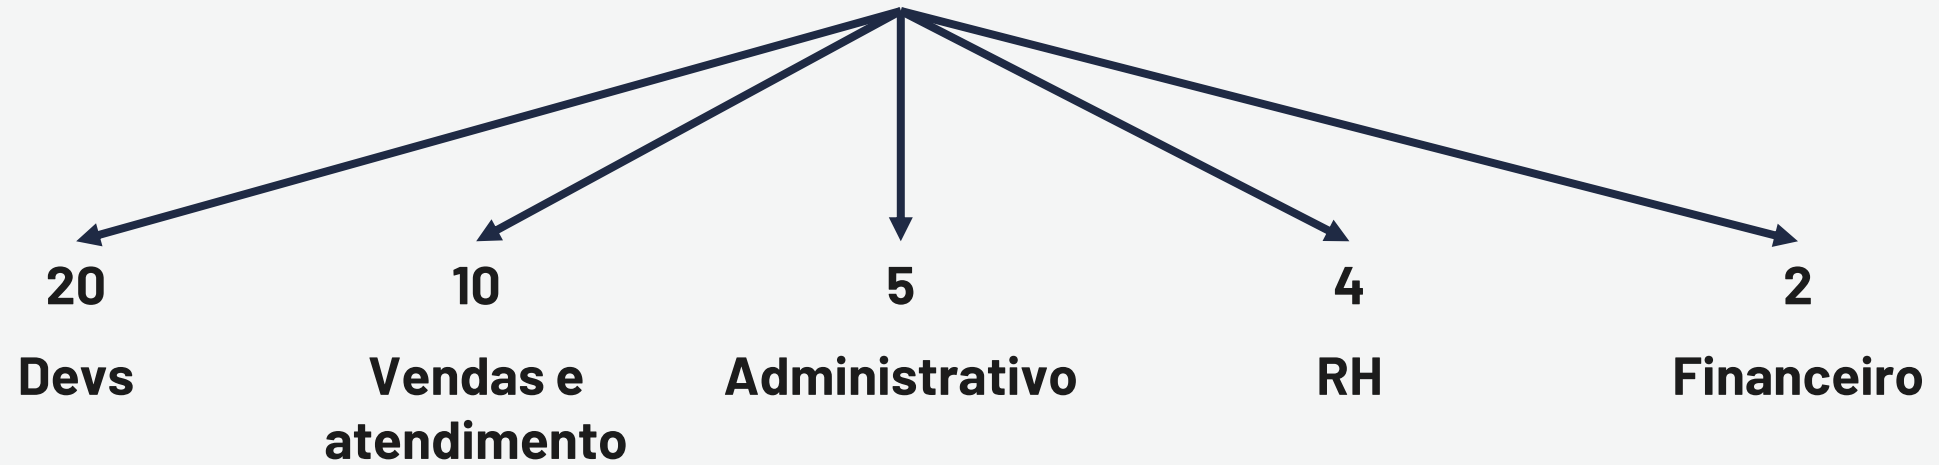 20
10
5
4
2
Devs
Vendas e
atendimento
Administrativo
RH
Financeiro